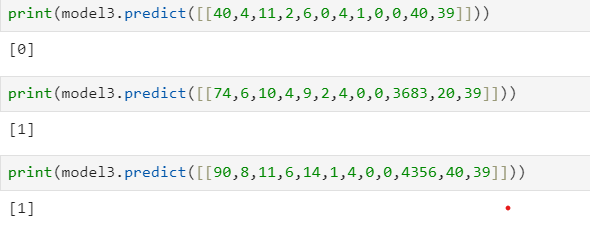 print(model3.predict([[40,4,11,2,6,0,4,1,0,0,40,39]]))
[0]
print(model3.predict([[74,6,10,4,9,2,4,0,0,3683,20,39]]))
[1]
print(model3.predict([[90,8,11,6,14,1,4,0,0,4356,40,39]]))
[1]